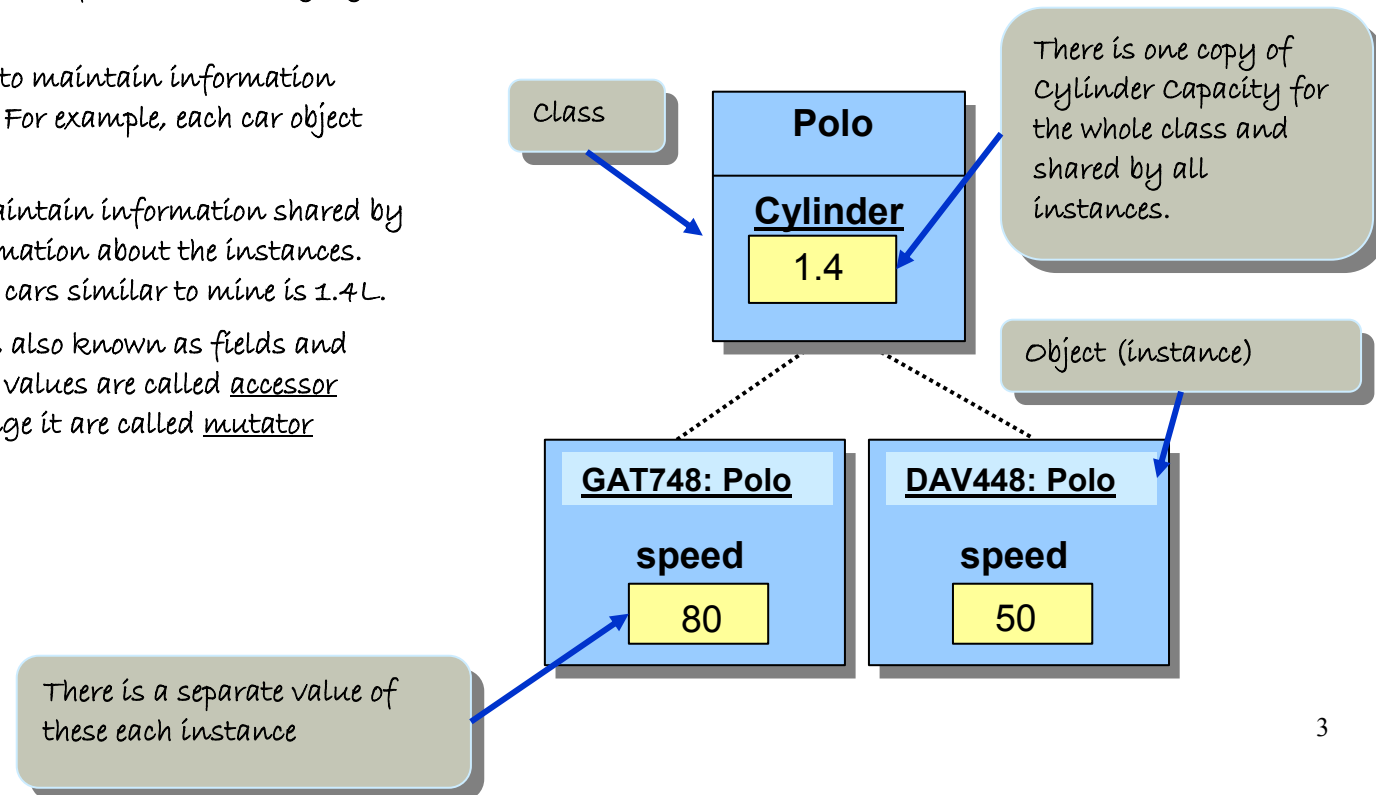 to maintain information
For example, each car object
aintain information shared by
mation about the instances.
cars similar to mine is 1.4L.
also known as fields and
values are called accessor
nge it are called mutator
Class
Polo
Cylinder
1.4
There is one copy of
Cylinder Capacity for
the whole class and
shared by all
instances.
Object (instance)
GAT748: Polo
speed
80
DAV448: Polo
speed
50
There is a separate value of
these each instance
3